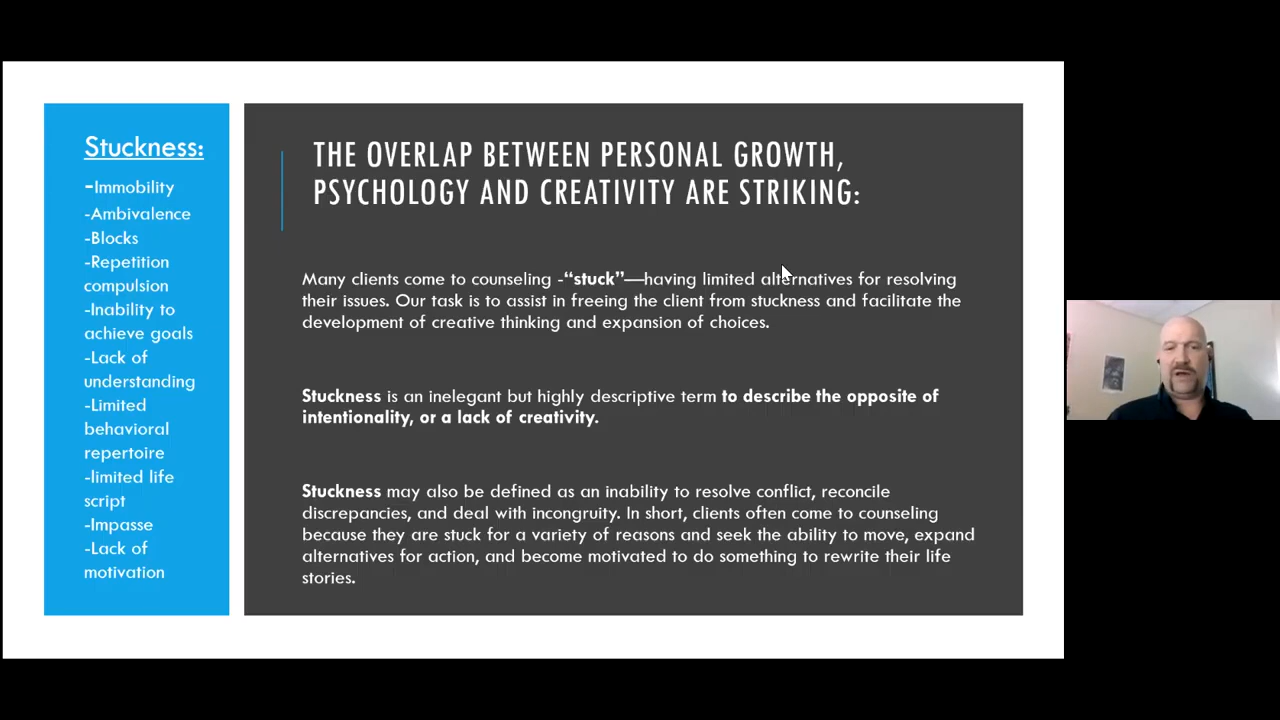 Stuckness:
-Immobility
-Ambivalence
-Blocks
-Repetition
compulsion
-Inability to
achieve goals
-Lack of
understanding
-Limited
behavioral
repertoire
-limited life
script
-Impasse
-Lack of
motivation
THE OVERLAP BETWEEN PERSONAL GROWTH,
PSYCHOLOGY AND CREATIVITY ARE STRIKING:
Many clients come to counseling -“stuck”—having limited alternatives for resolving
their issues. Our task is to assist in freeing the client from stuckness and facilitate the
development of creative thinking and expansion of choices.
Stuckness is an inelegant but highly descriptive term to describe the opposite of
intentionality, or a lack of creativity.
Stuckness may also be defined as an inability to resolve conflict, reconcile
discrepancies, and deal with incongruity. In short, clients often come to counseling
because they are stuck for a variety of reasons and seek the ability to move, expand
alternatives for action, and become motivated to do something to rewrite their life
stories.